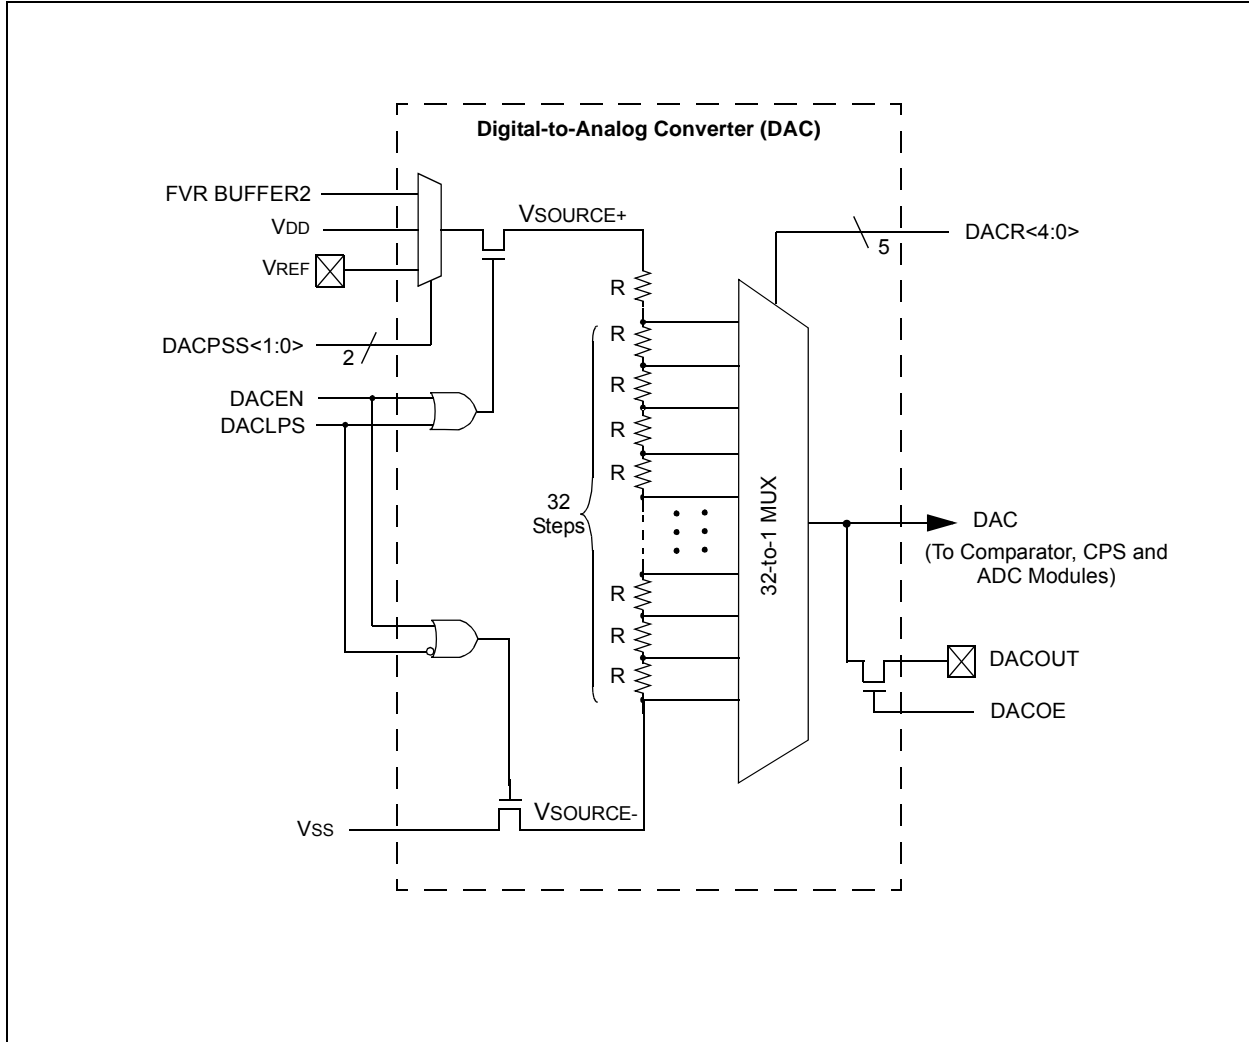 Digital-to-Analog Converter (DAC)
FVR BUFFER2
VDD
VREF
DACPSS<1:0>
2
DACEN
DACLPS
VSOURCE+
R
R
R
R
R
32
Steps
R
R
R
32-to-1 MUX
5
DACR<4:0>
DAC
(To Comparator, CPS and
ADC Modules)
DACOUT
DACOE
VSOURCE-
VSS